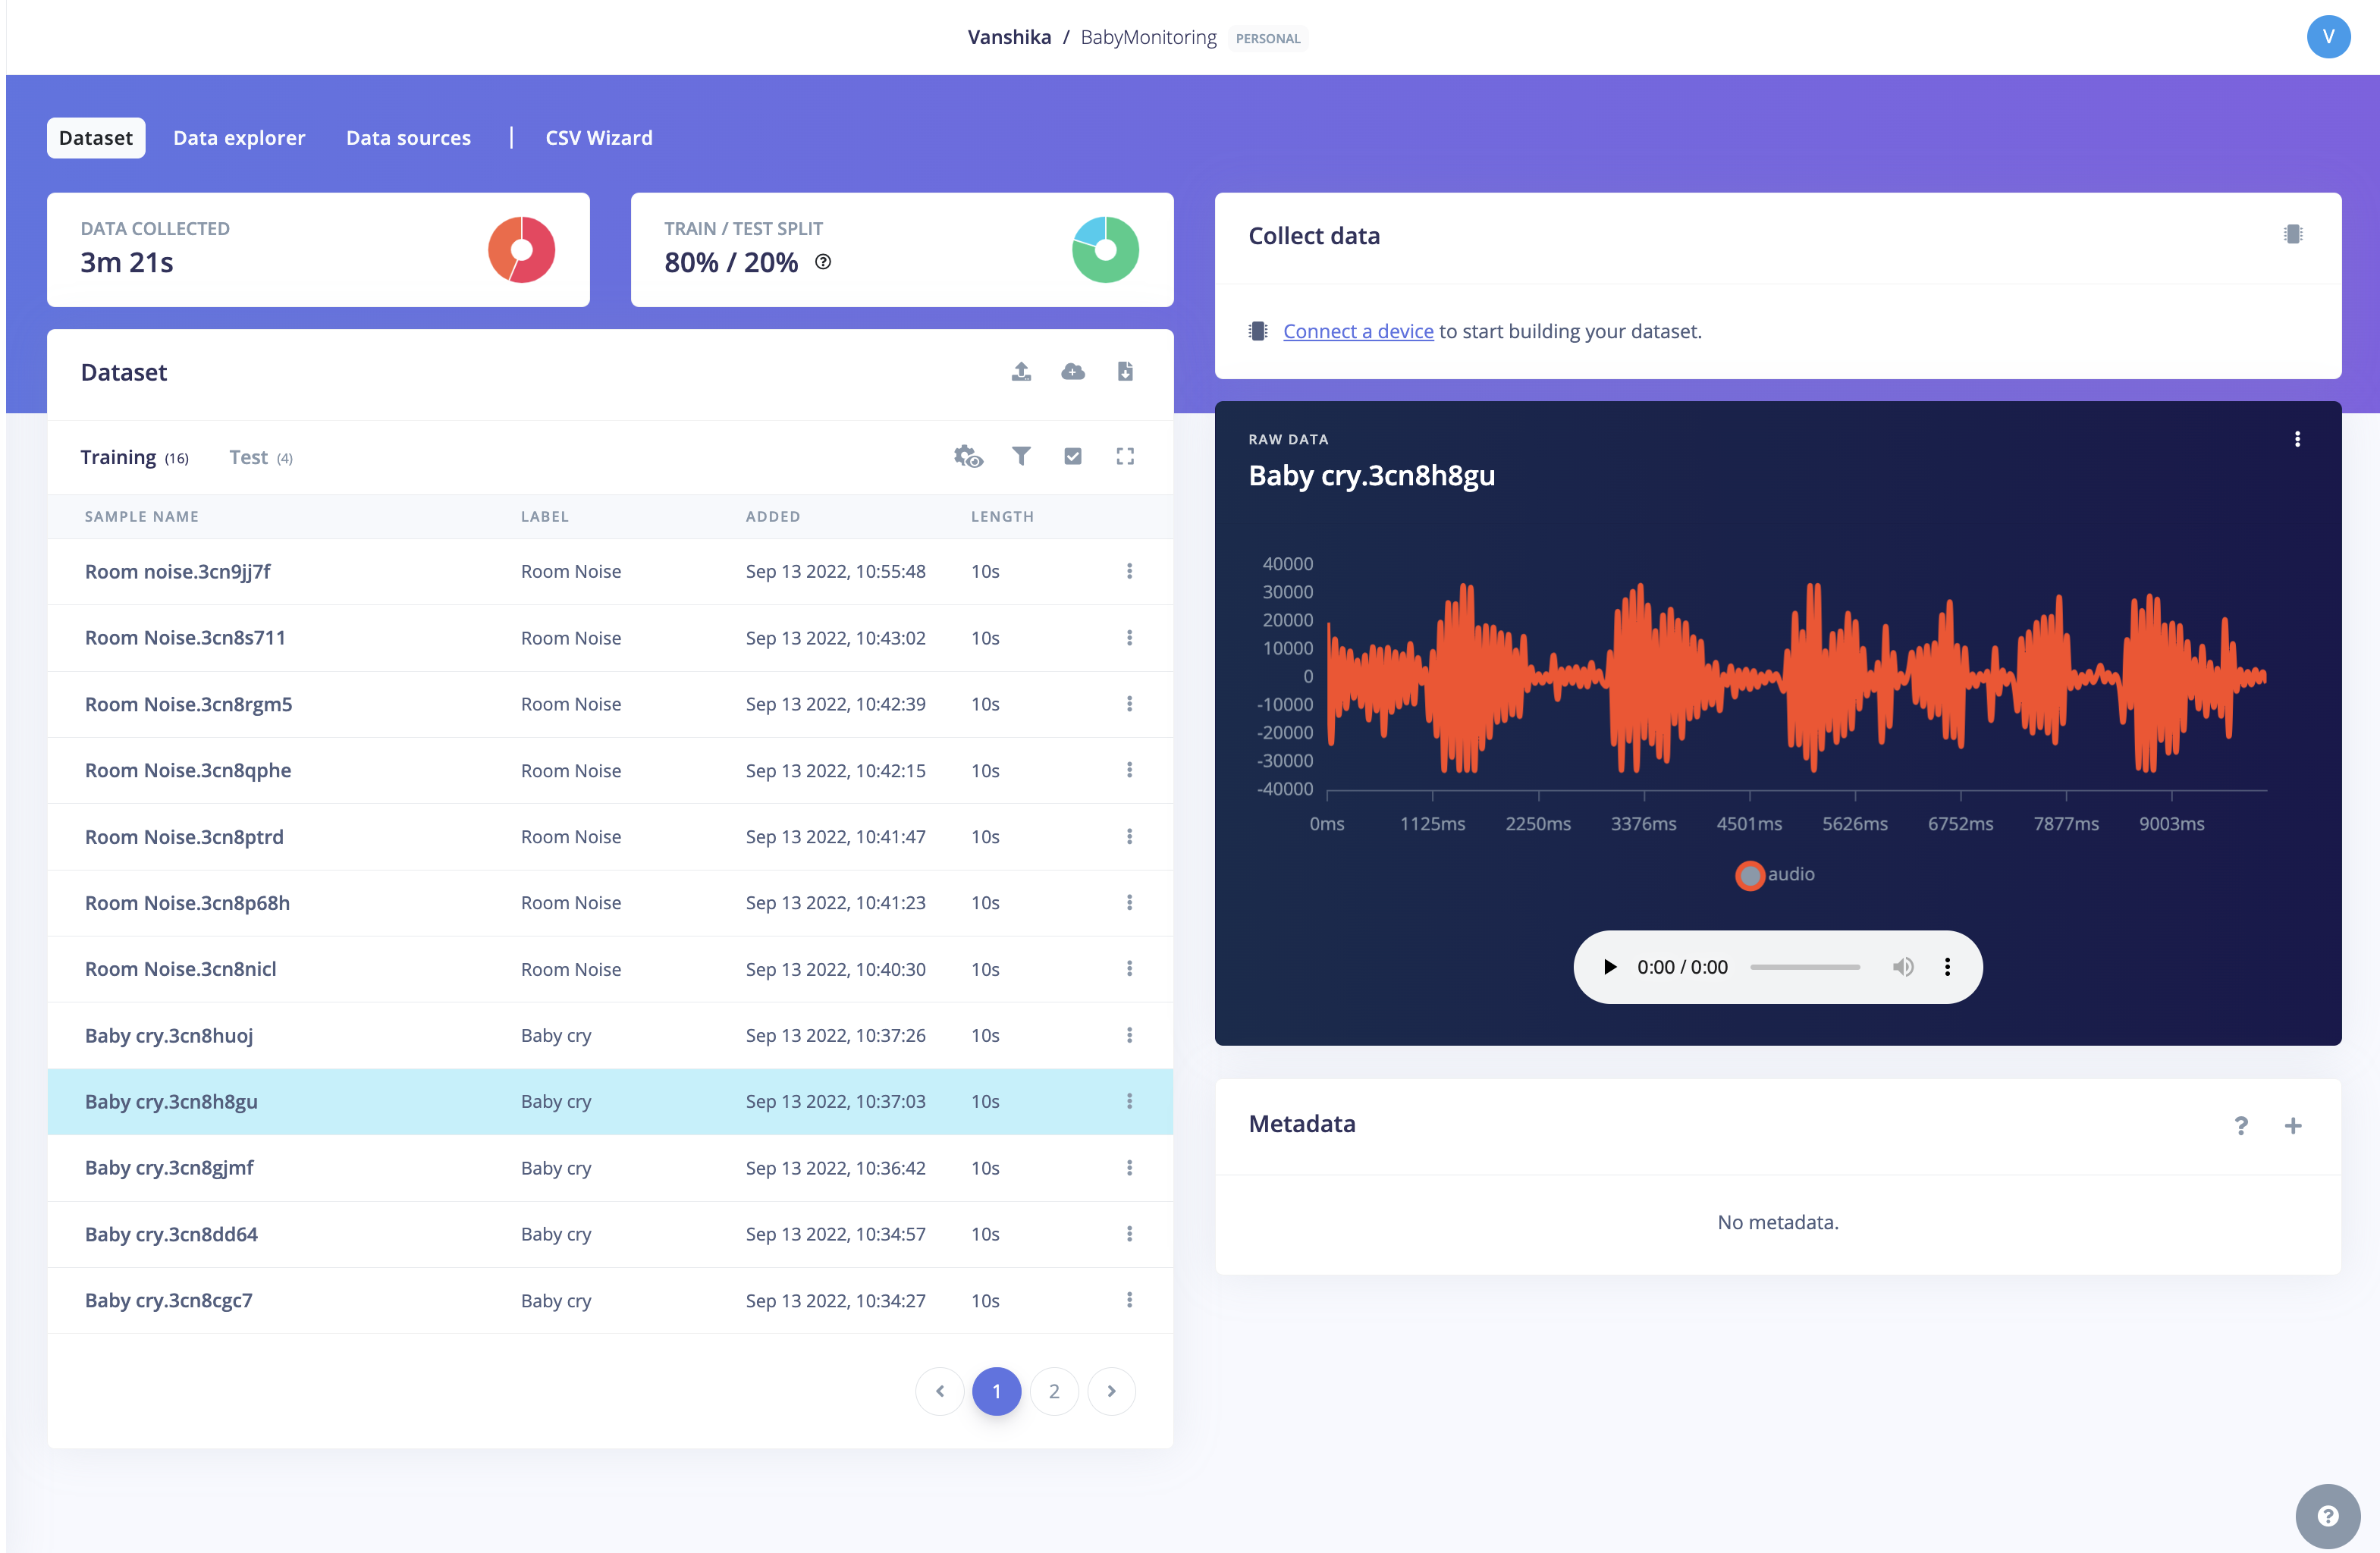 Vanshika / BabyMonitoring PERSONAL
V
Dataset Data explorer Data sources | CSV Wizard
DATA COLLECTED
3m 21s
TRAIN / TEST SPLIT
80% / 20% ?
Collect data
Connect a device to start building your dataset.
Dataset
Training (16) Test (4)
SAMPLE NAME LABEL ADDED LENGTH
Room noise.3cn9jj7f Room Noise Sep 13 2022, 10:55:48 10s
Room Noise.3cn8s711 Room Noise Sep 13 2022, 10:43:02 10s
Room Noise.3cn8rgm5 Room Noise Sep 13 2022, 10:42:39 10s
Room Noise.3cn8qphe Room Noise Sep 13 2022, 10:42:15 10s
Room Noise.3cn8ptrd Room Noise Sep 13 2022, 10:41:47 10s
Room Noise.3cn8p68h Room Noise Sep 13 2022, 10:41:23 10s
Room Noise.3cn8nicl Room Noise Sep 13 2022, 10:40:30 10s
Baby cry.3cn8huoj Baby cry Sep 13 2022, 10:37:26 10s
Baby cry.3cn8h8gu Baby cry Sep 13 2022, 10:37:03 10s
Baby cry.3cn8gjmf Baby cry Sep 13 2022, 10:36:42 10s
Baby cry.3cn8dd64 Baby cry Sep 13 2022, 10:34:57 10s
Baby cry.3cn8cgc7 Baby cry Sep 13 2022, 10:34:27 10s
1 2
RAW DATA
Baby cry.3cn8h8gu
40000
30000
20000
10000
0
-10000
-20000
-30000
-40000
0ms 1125ms 2250ms 3376ms 4501ms 5626ms 6752ms 7877ms 9003ms
audio
0:00 / 0:00
Metadata ? +
No metadata.
?